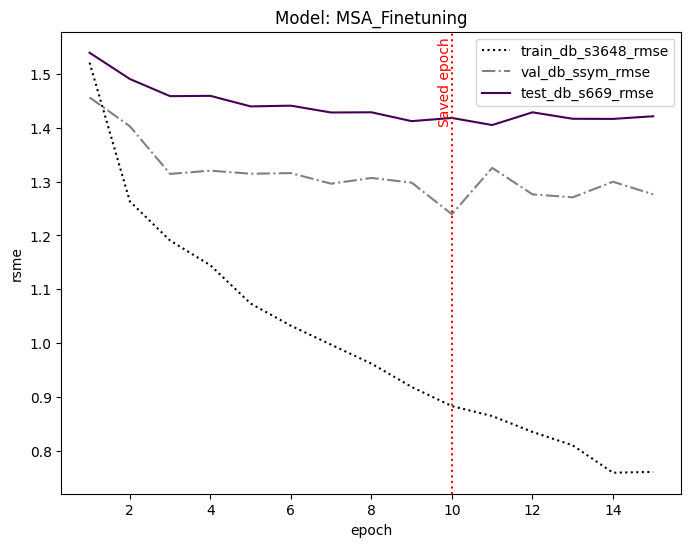 Model: MSA_Finetuning
train_db_s3648_rmse
val_db_ssym_rmse
test_db_s669_rmse
Saved epoch
rsme
1.5
1.4
1.3
1.2
1.1
1.0
0.9
0.8
2
4
6
8
10
12
14
epoch